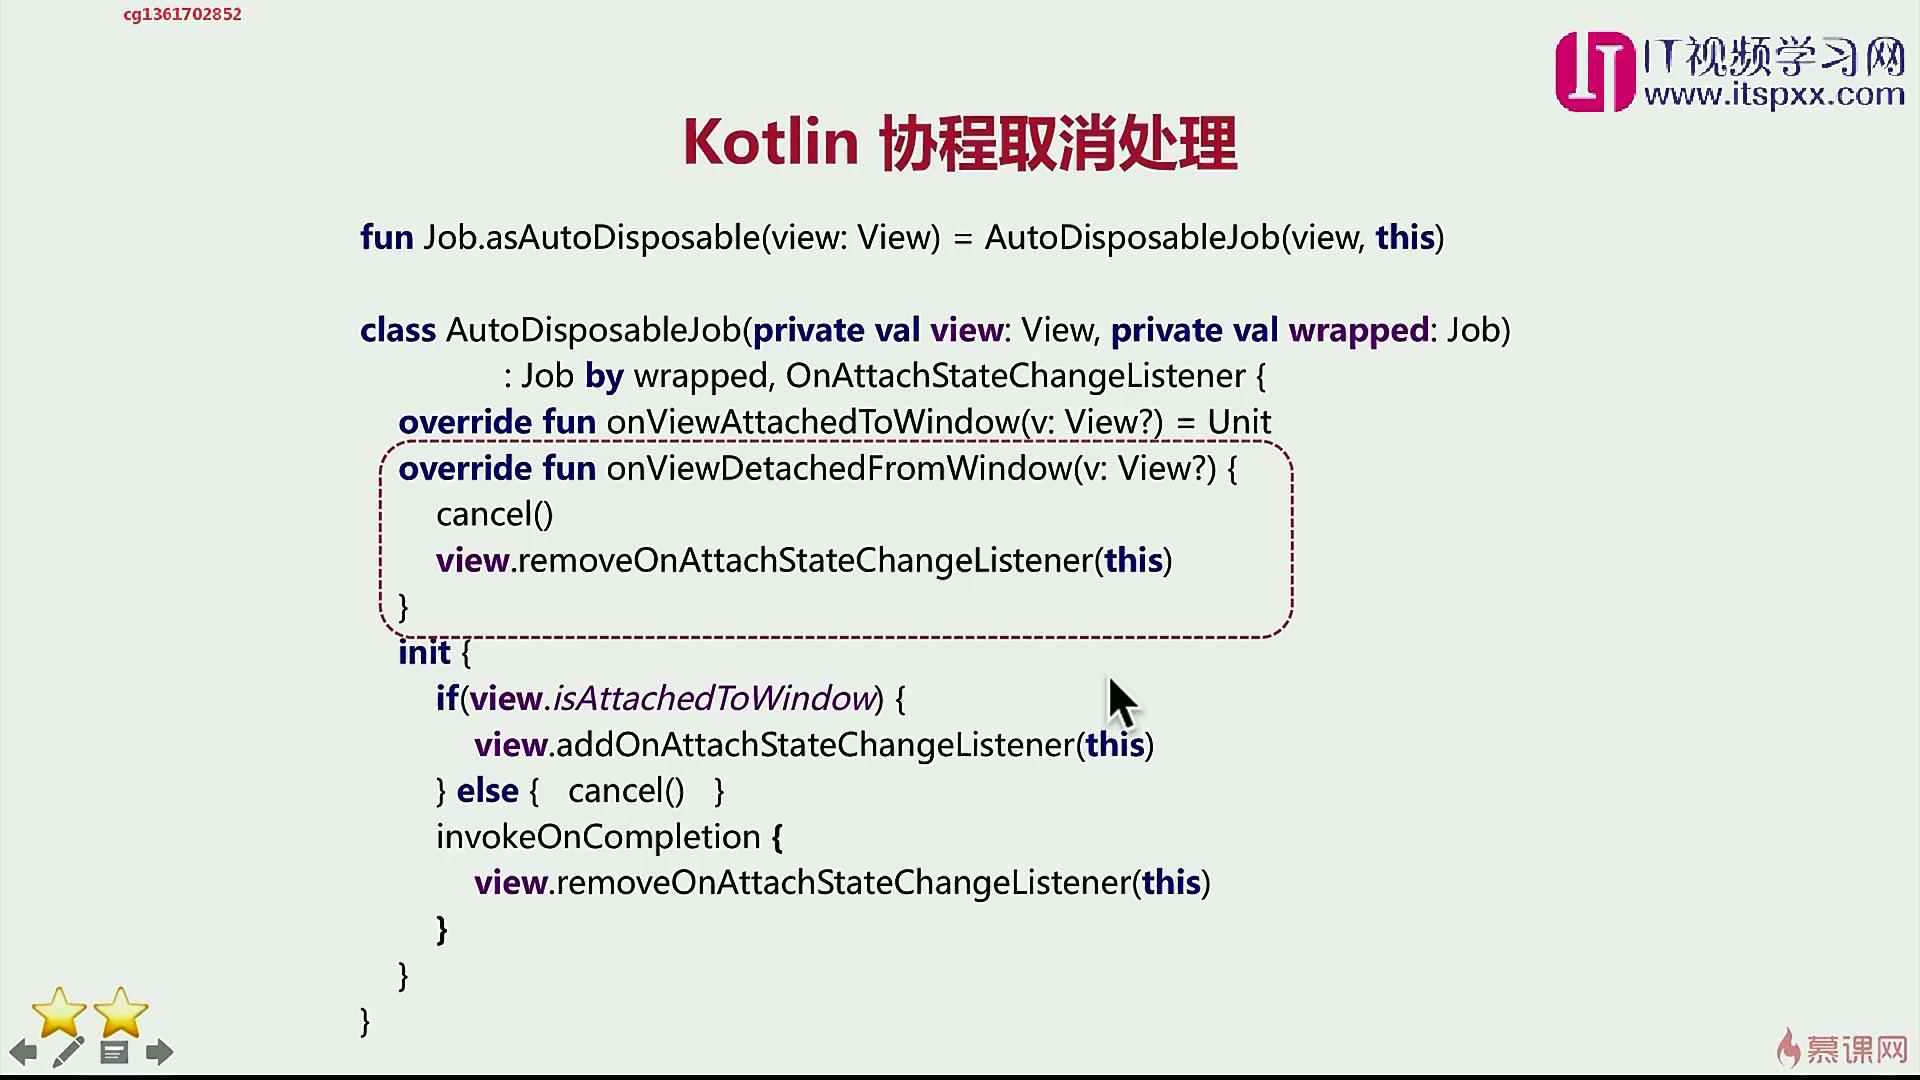 cg1361702852
IT视频学习网
www.itspxx.com
Kotlin 协程取消处理
fun Job.asAutoDisposable(view: View) = AutoDisposableJob(view, this)
class AutoDisposableJob(private val view: View, private val wrapped: Job)
: Job by wrapped, OnAttachStateChangeListener {
override fun onViewAttachedToWindow(v: View?) = Unit
override fun onViewDetachedFromWindow(v: View?) {
cancel()
view.removeOnAttachStateChangeListener(this)
}
init {
if(view.isAttachedToWindow) {
view.addOnAttachStateChangeListener(this)
} else { cancel() }
invokeOnCompletion {
view.removeOnAttachStateChangeListener(this)
}
}
}
慕课网